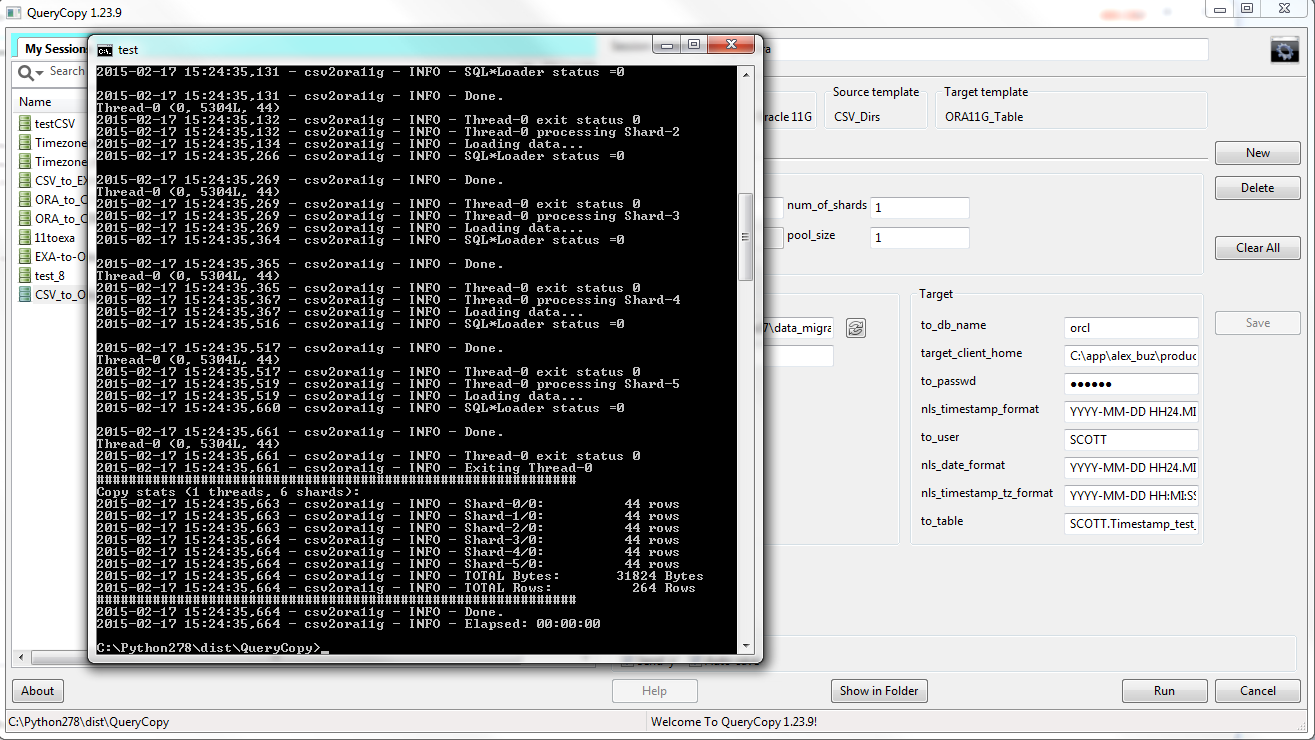 QueryCopy 1.23.9
My Sessions
Search
Name
testCSV
Timezone
Timezone
CSV_to_EX
ORA_to_C
ORA_to_C
11toexa
EXA-to-O
test_8
CSV_to_O
test
2015-02-17 15:24:35,131 - csv2ora11g - INFO - SQL*Loader status =0
2015-02-17 15:24:35,131 - csv2ora11g - INFO - Done.
Thread-0 (0, 5304L, 44)
2015-02-17 15:24:35,132 - csv2ora11g - INFO - Thread-0 exit status 0
2015-02-17 15:24:35,132 - csv2ora11g - INFO - Thread-0 processing Shard-2
2015-02-17 15:24:35,134 - csv2ora11g - INFO - Loading data...
2015-02-17 15:24:35,266 - csv2ora11g - INFO - SQL*Loader status =0
2015-02-17 15:24:35,269 - csv2ora11g - INFO - Done.
Thread-0 (0, 5304L, 44)
2015-02-17 15:24:35,269 - csv2ora11g - INFO - Thread-0 exit status 0
2015-02-17 15:24:35,269 - csv2ora11g - INFO - Thread-0 processing Shard-3
2015-02-17 15:24:35,269 - csv2ora11g - INFO - Loading data...
2015-02-17 15:24:35,364 - csv2ora11g - INFO - SQL*Loader status =0
2015-02-17 15:24:35,365 - csv2ora11g - INFO - Done.
Thread-0 (0, 5304L, 44)
2015-02-17 15:24:35,365 - csv2ora11g - INFO - Thread-0 exit status 0
2015-02-17 15:24:35,367 - csv2ora11g - INFO - Thread-0 processing Shard-4
2015-02-17 15:24:35,367 - csv2ora11g - INFO - Loading data...
2015-02-17 15:24:35,516 - csv2ora11g - INFO - SQL*Loader status =0
2015-02-17 15:24:35,517 - csv2ora11g - INFO - Done.
Thread-0 (0, 5304L, 44)
2015-02-17 15:24:35,517 - csv2ora11g - INFO - Thread-0 exit status 0
2015-02-17 15:24:35,519 - csv2ora11g - INFO - Thread-0 processing Shard-5
2015-02-17 15:24:35,519 - csv2ora11g - INFO - Loading data...
2015-02-17 15:24:35,660 - csv2ora11g - INFO - SQL*Loader status =0
2015-02-17 15:24:35,661 - csv2ora11g - INFO - Done.
Thread-0 (0, 5304L, 44)
2015-02-17 15:24:35,661 - csv2ora11g - INFO - Thread-0 exit status 0
2015-02-17 15:24:35,661 - csv2ora11g - INFO - Exiting Thread-0
############################################################
Copy stats (1 threads, 6 shards):
2015-02-17 15:24:35,663 - csv2ora11g - INFO - Shard-0/0: 44 rows
2015-02-17 15:24:35,663 - csv2ora11g - INFO - Shard-1/0: 44 rows
2015-02-17 15:24:35,663 - csv2ora11g - INFO - Shard-2/0: 44 rows
2015-02-17 15:24:35,664 - csv2ora11g - INFO - Shard-3/0: 44 rows
2015-02-17 15:24:35,664 - csv2ora11g - INFO - Shard-4/0: 44 rows
2015-02-17 15:24:35,664 - csv2ora11g - INFO - Shard-5/0: 44 rows
2015-02-17 15:24:35,664 - csv2ora11g - INFO - TOTAL Bytes: 31824 Bytes
2015-02-17 15:24:35,664 - csv2ora11g - INFO - TOTAL Rows: 264 Rows
############################################################
2015-02-17 15:24:35,664 - csv2ora11g - INFO - Done.
2015-02-17 15:24:35,664 - csv2ora11g - INFO - Elapsed: 00:00:00
C:\Python278\dist\QueryCopy>_
racle 11G
Source template
CSV_Dirs
Target template
ORA11G_Table
num_of_shards 1
pool_size 1
7\data_migra
Target
to_db_name orcl
target_client_home C:\app\alex_buz\produc
to_passwd ●●●●●●
nls_timestamp_format YYYY-MM-DD HH24.MI
to_user SCOTT
nls_date_format YYYY-MM-DD HH24.MI
nls_timestamp_tz_format YYYY-MM-DD HH:MI:SS
to_table SCOTT.Timestamp_test_
New
Delete
Clear All
Save
About
Help
Show in Folder
Run
Cancel
C:\Python278\dist\QueryCopy
Welcome To QueryCopy 1.23.9!